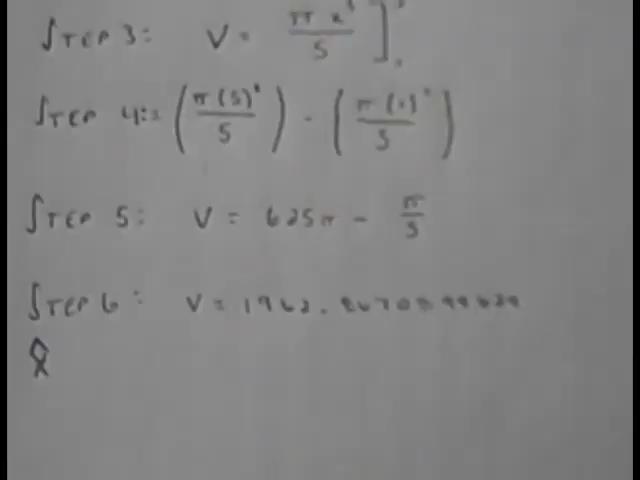 STEP 3: V = πx⁵/5 ]
STEP 4: = (π(5)⁵/5) - (π(1)⁵/5)
STEP 5: V = 625π - π/5
STEP 6: V = 1962.